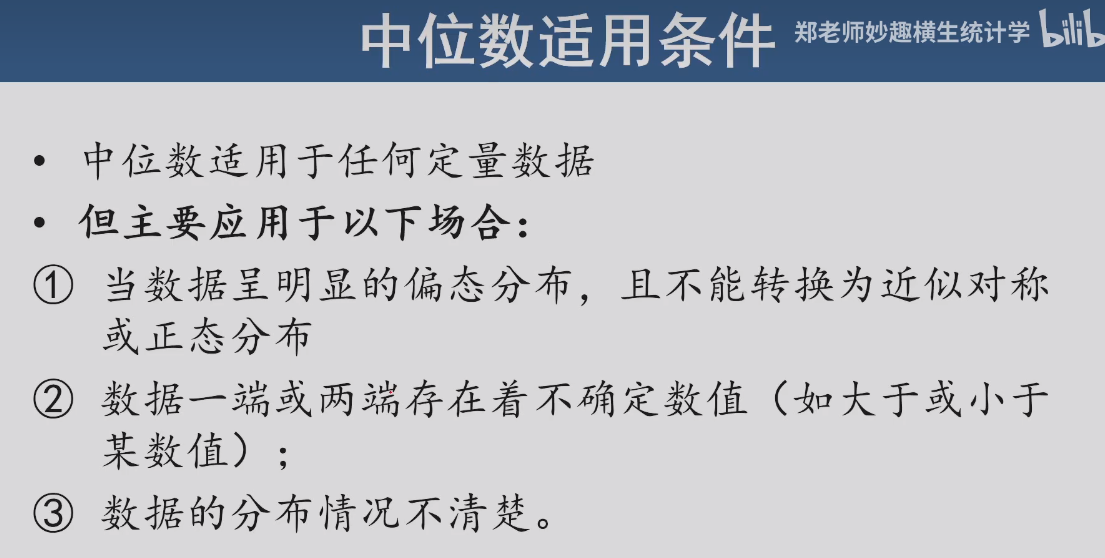 中位数适用条件
郑老师妙趣横生统计学
bilib
• 中位数适用于任何定量数据
• 但主要应用于以下场合：
① 当数据呈明显的偏态分布，且不能转换为近似对称
或正态分布
② 数据一端或两端存在着不确定数值（如大于或小于
某数值）；
③ 数据的分布情况不清楚。